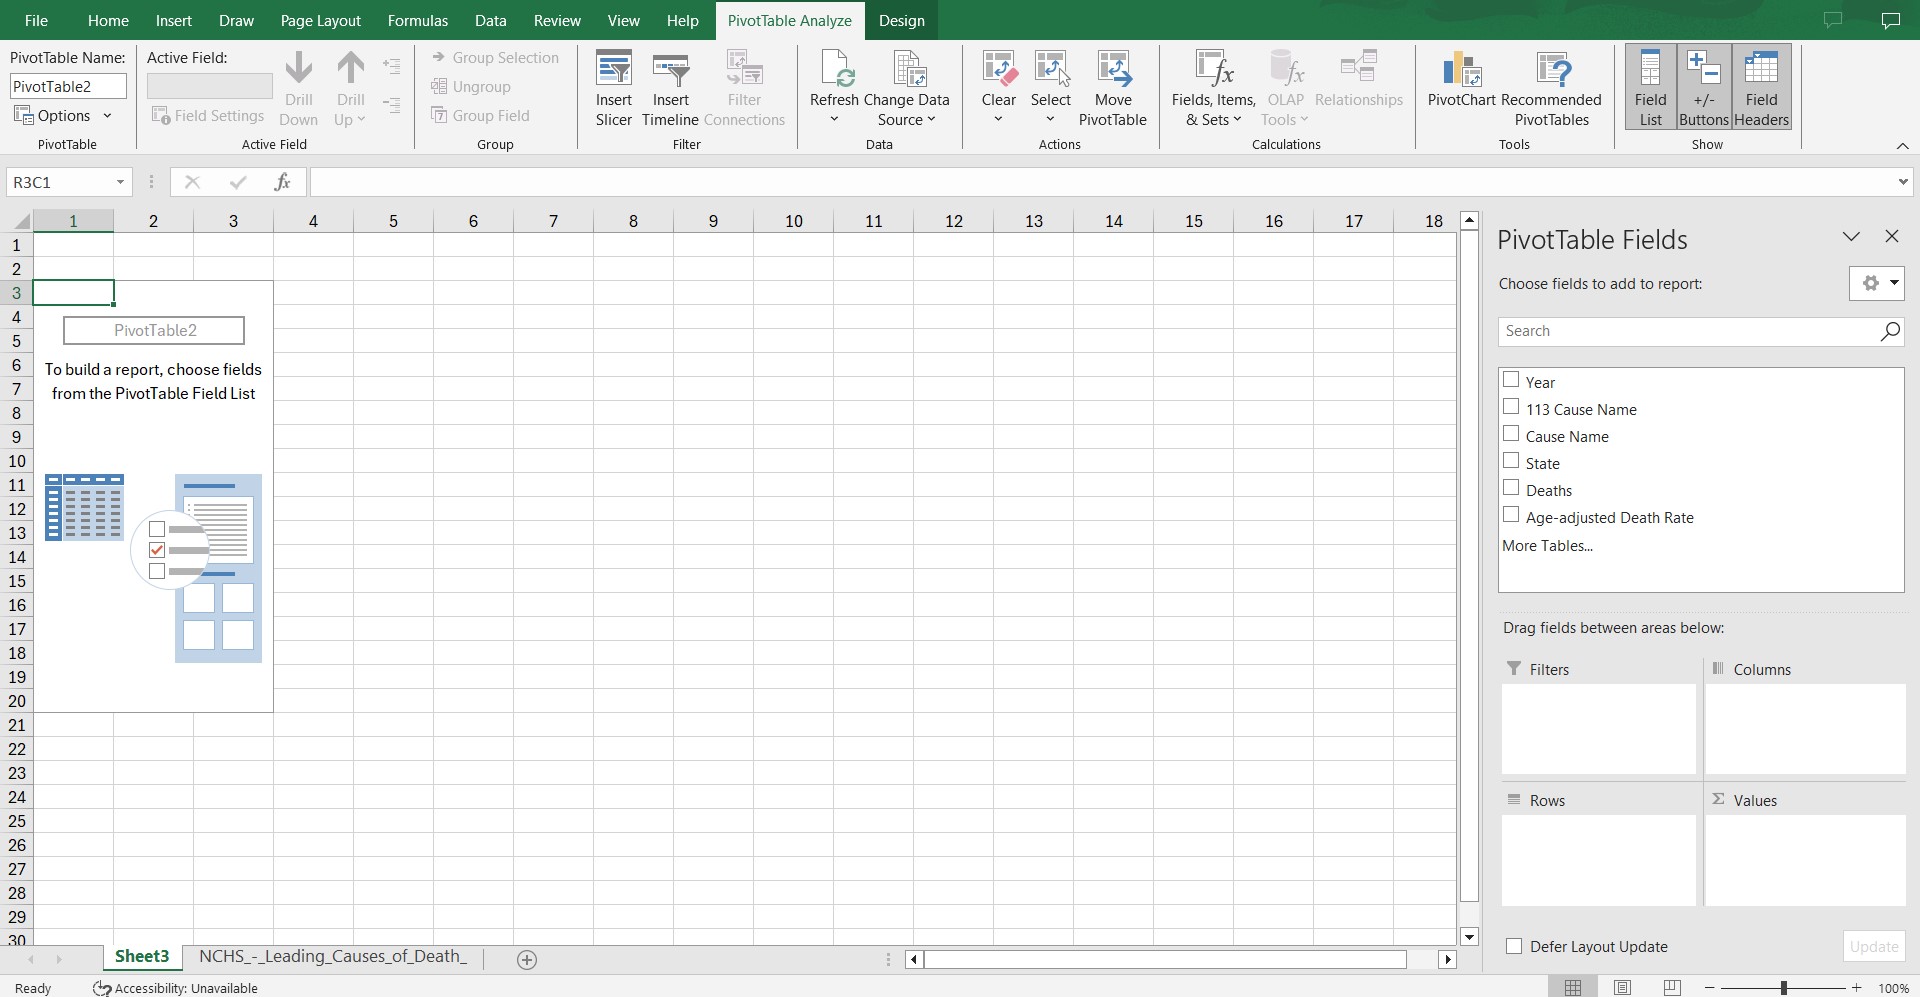 File Home Insert Draw Page Layout Formulas Data Review View Help PivotTable Analyze Design
PivotTable Name:
PivotTable2
Options
PivotTable
Active Field:
Field Settings
Drill Down
Drill Up
Active Field
Group Selection
Ungroup
Group Field
Group
Insert Slicer
Insert Timeline
Filter Connections
Filter
Refresh
Change Data Source
Data
Clear
Select
Move PivotTable
Actions
Fields, Items, & Sets
OLAP Tools
Relationships
Calculations
PivotChart
Recommended PivotTables
Tools
Field List
+/- Buttons
Field Headers
Show
R3C1
fx
1 2 3 4 5 6 7 8 9 10 11 12 13 14 15 16 17 18
1
2
3
4
5
6
7
8
9
10
11
12
13
14
15
16
17
18
19
20
21
22
23
24
25
26
27
28
29
30
PivotTable2
To build a report, choose fields
from the PivotTable Field List
PivotTable Fields
Choose fields to add to report:
Search
Year
113 Cause Name
Cause Name
State
Deaths
Age-adjusted Death Rate
More Tables...
Drag fields between areas below:
Filters
Columns
Rows
Σ Values
Defer Layout Update
Update
Sheet3
NCHS_-_Leading_Causes_of_Death_
Ready
Accessibility: Unavailable
100%